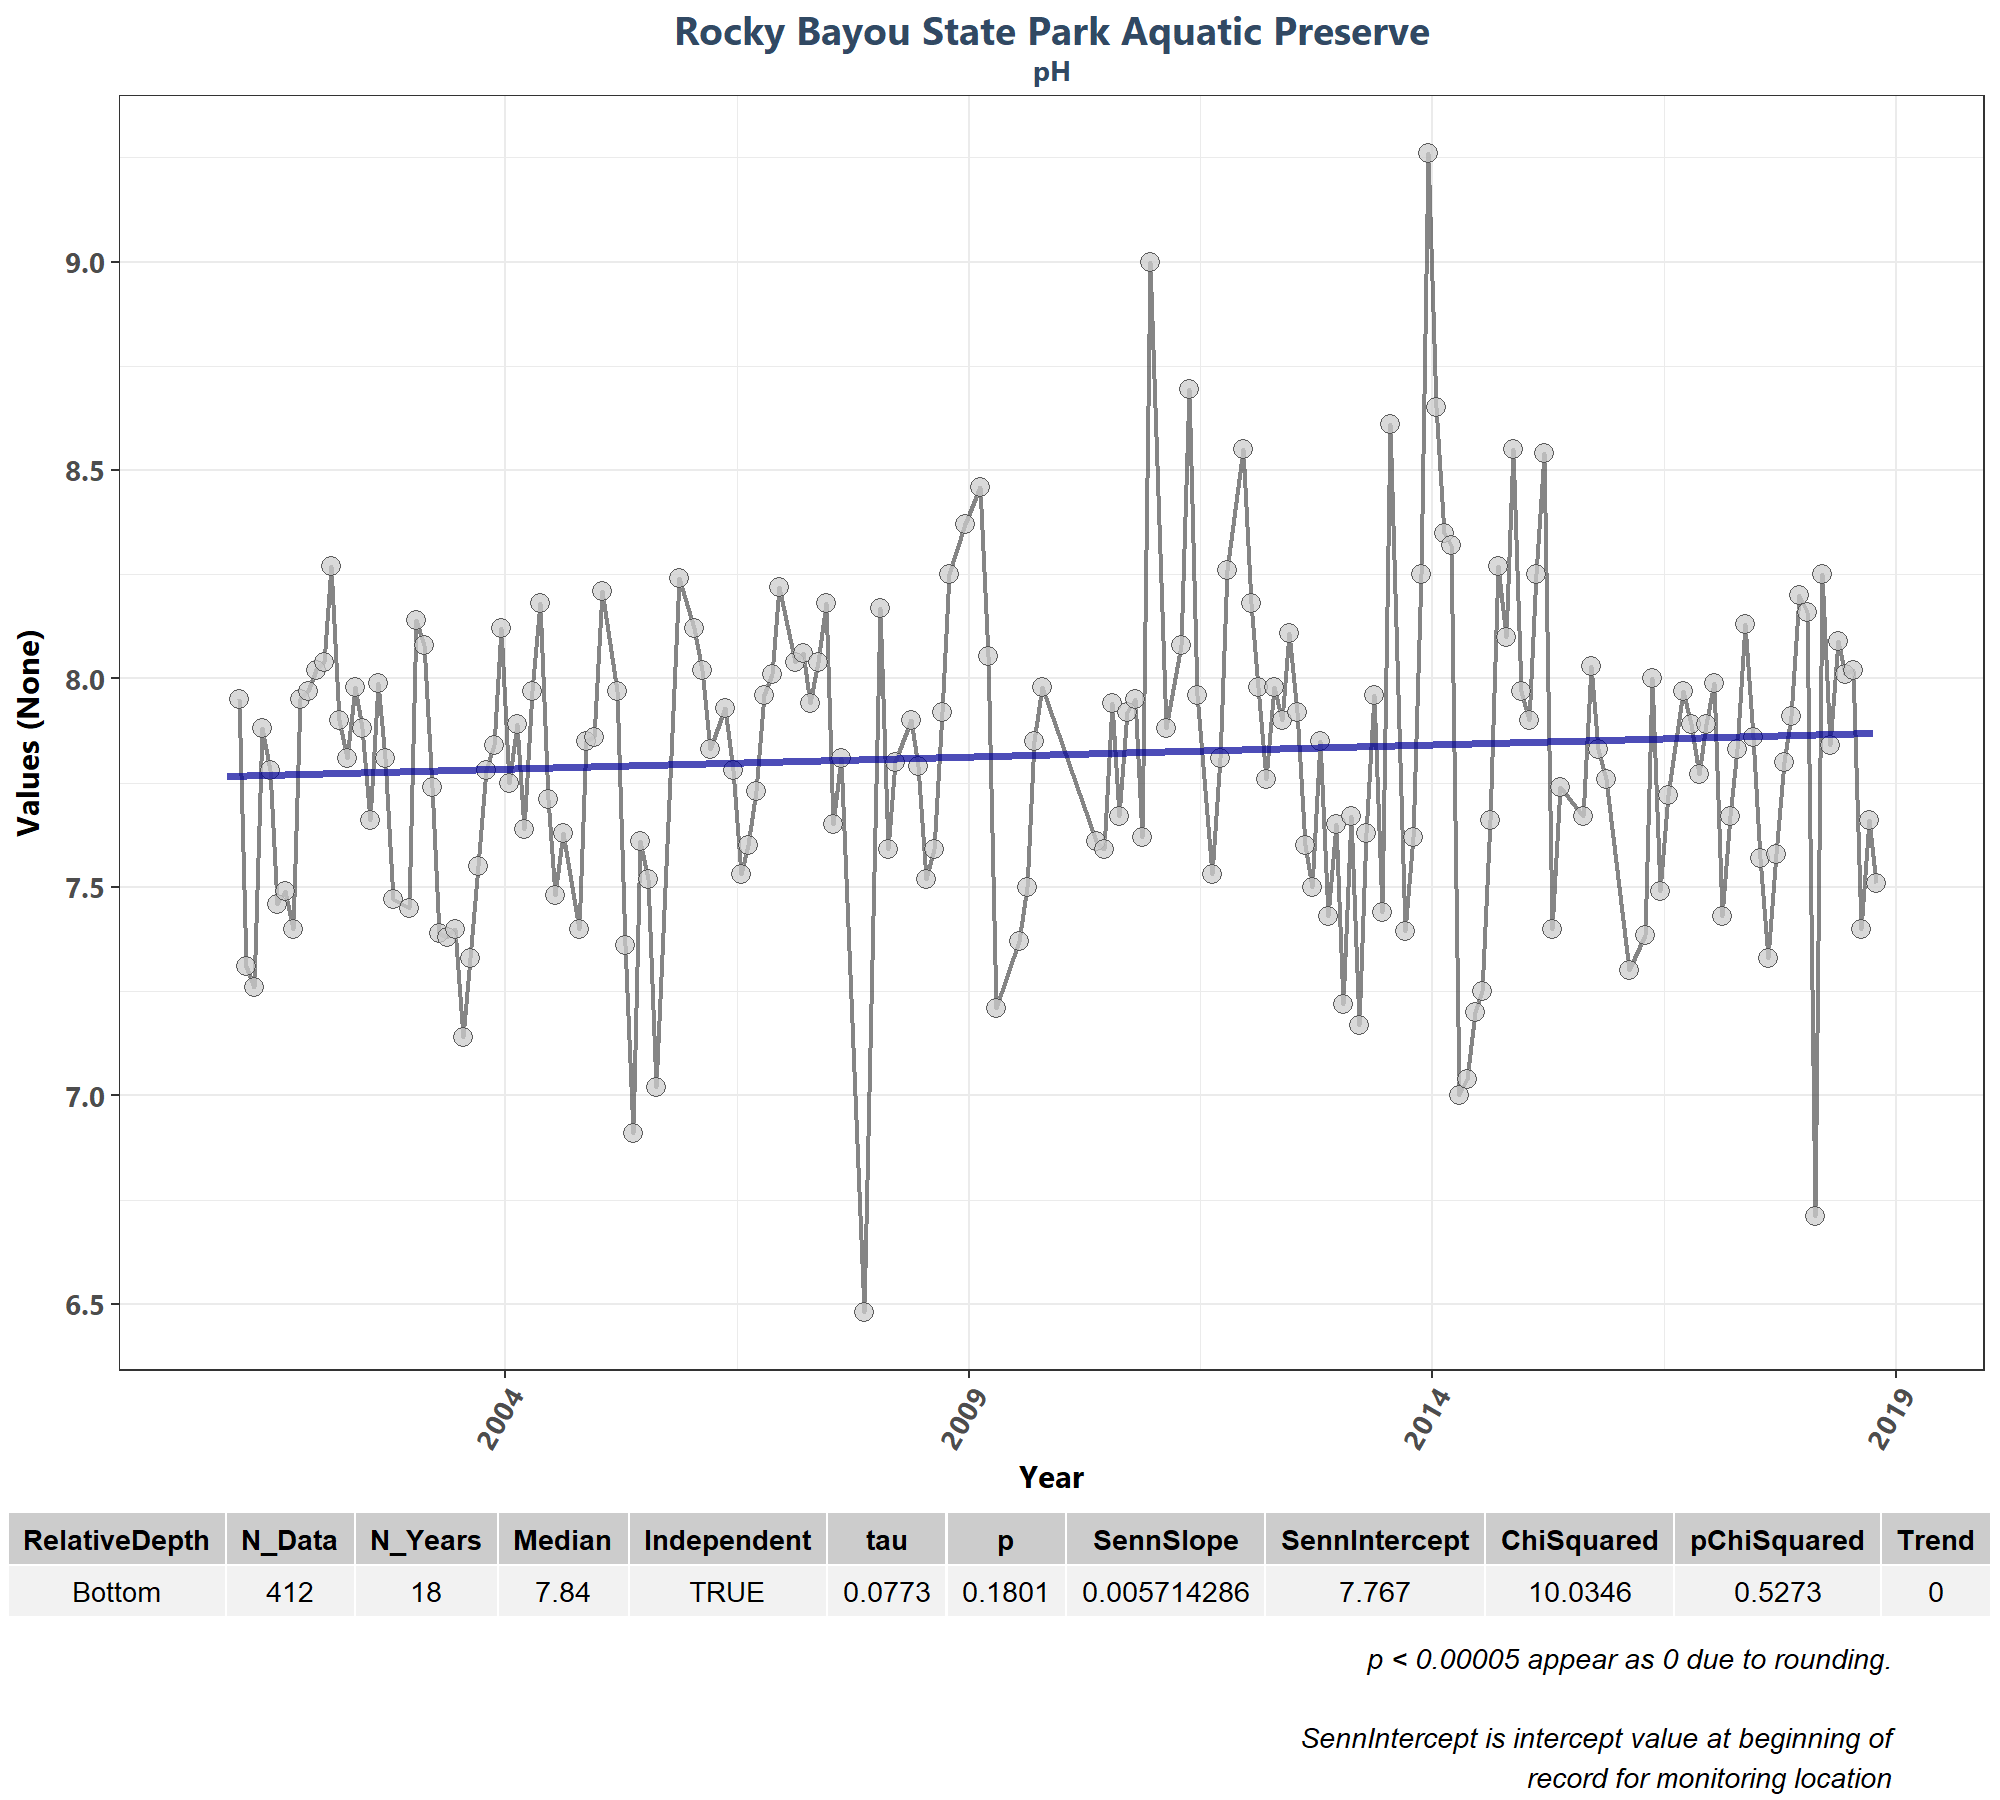 Rocky Bayou State Park Aquatic Preserve
pH
Values (None)
9.0
8.5
8.0
7.5
7.0
6.5
2004 2009 2014 2019
Year
RelativeDepth N_Data N_Years Median Independent tau p SennSlope SennIntercept ChiSquared pChiSquared Trend
Bottom 412 18 7.84 TRUE 0.0773 0.1801 0.005714286 7.767 10.0346 0.5273 0
p < 0.00005 appear as 0 due to rounding.
SennIntercept is intercept value at beginning of
record for monitoring location